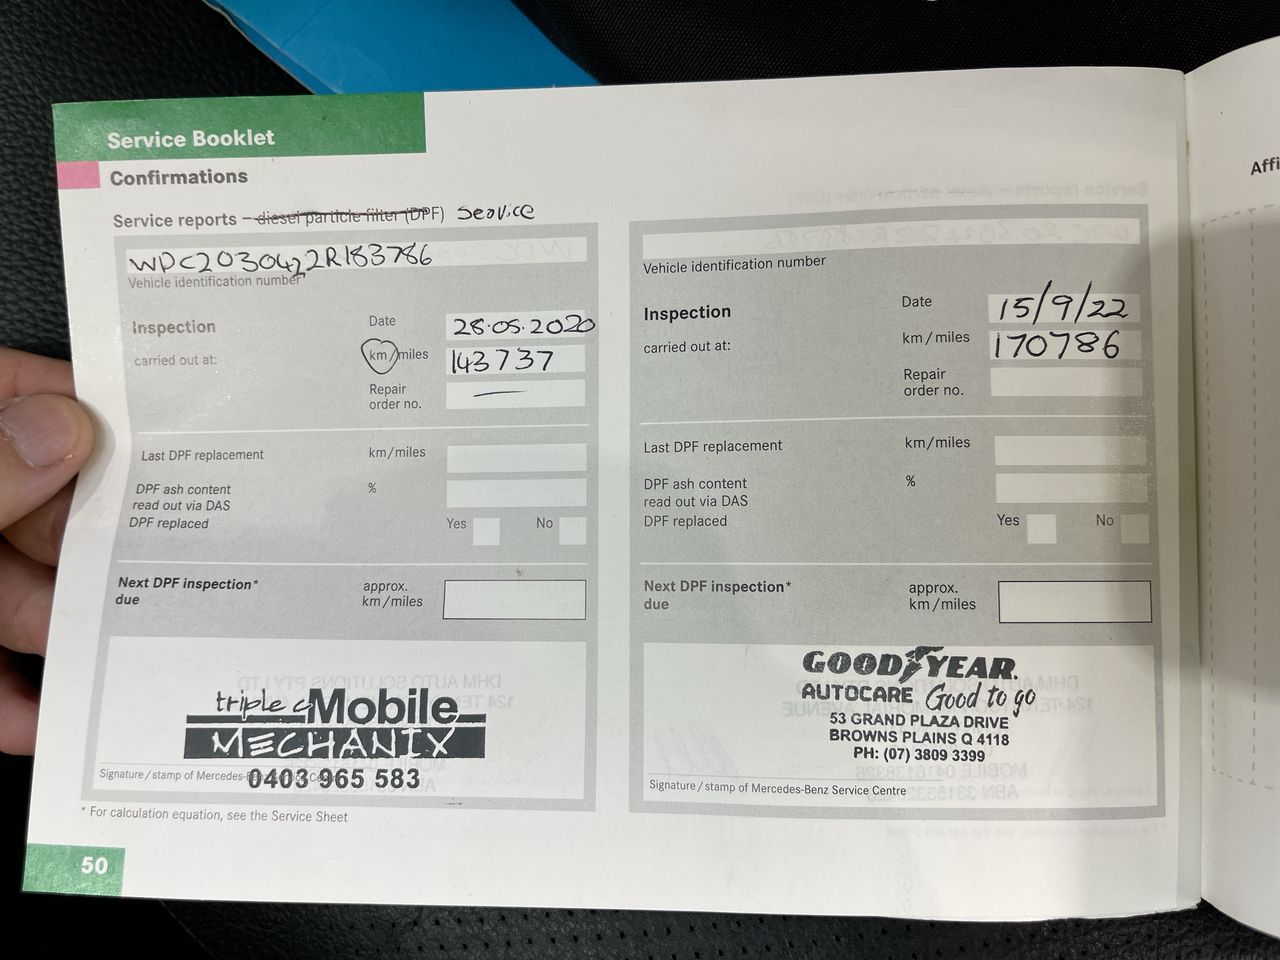 Service Booklet
Confirmations
Service reports – diesel particle filter (DPF) Service
WDC2030422R183786
Vehicle identification number
Inspection
carried out at:
Date
28.05.2020
km/miles
143737
Repair
order no.
—
Last DPF replacement
km/miles
DPF ash content
read out via DAS
%
DPF replaced
Yes
No
Next DPF inspection*
due
approx.
km/miles
triple c Mobile
MECHANIX
0403 965 583
Signature/stamp of Mercedes-Benz Service Centre
* For calculation equation, see the Service Sheet
50
Vehicle identification number
Inspection
carried out at:
Date
15/9/22
km/miles
170786
Repair
order no.
Last DPF replacement
km/miles
DPF ash content
read out via DAS
%
DPF replaced
Yes
No
Next DPF inspection*
due
approx.
km/miles
GOODYEAR.
AUTOCARE Good to go
53 GRAND PLAZA DRIVE
BROWNS PLAINS Q 4118
PH: (07) 3809 3399
Signature/stamp of Mercedes-Benz Service Centre
Affi